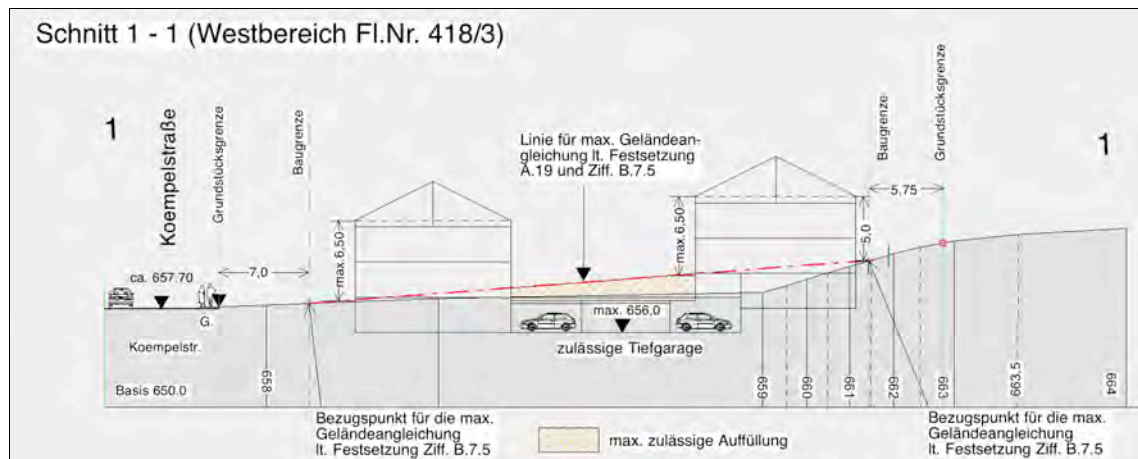 Schnitt 1 - 1 (Westbereich Fl.Nr. 418/3)
1
Koempelstraße
Grundstücksgrenze
Baugrenze
Linie für max. Geländean-
gleichung lt. Festsetzung
A.19 und Ziff. B.7.5
Baugrenze
Grundstücksgrenze
1
5,75
max.6,50
max.6,50
5,0
ca. 657.70
7,0
G.
max. 656,0
zulässige Tiefgarage
Koempelstr.
Basis 650.0
658
659
660
661
662
663
663.5
664
Bezugspunkt für die max.
Geländeangleichung
lt. Festsetzung Ziff. B.7.5
max. zulässige Auffüllung
Bezugspunkt für die max.
Geländeangleichung
lt. Festsetzung Ziff. B.7.5